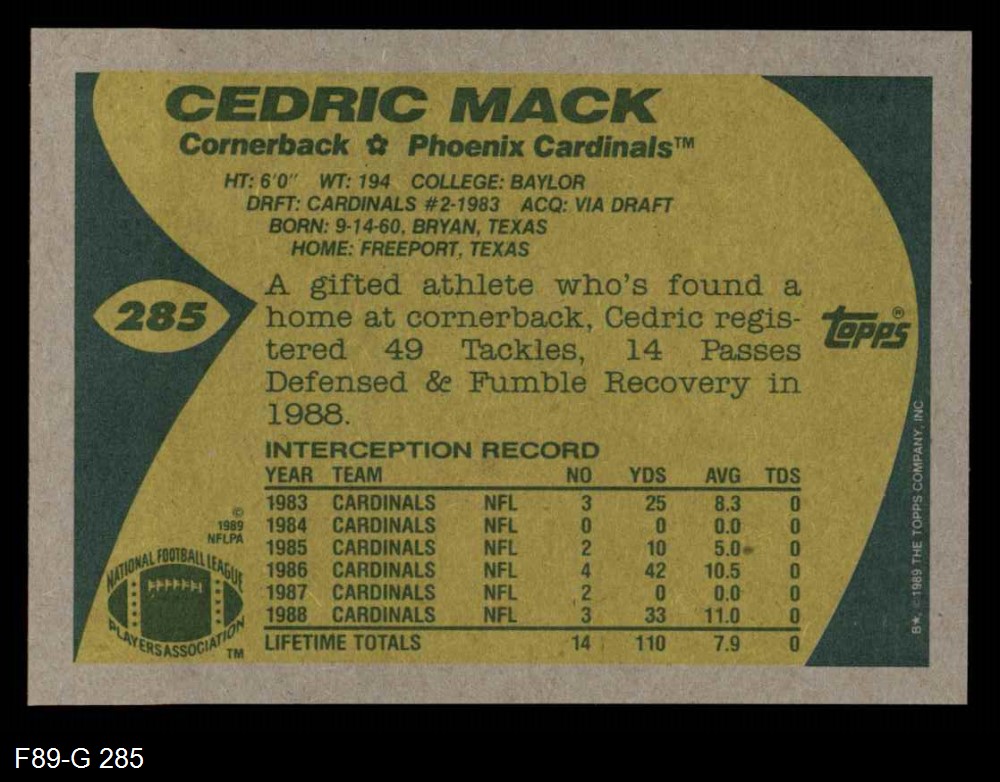 CEDRIC MACK
Cornerback ✿ Phoenix Cardinals™
HT: 6'0" WT: 194 COLLEGE: BAYLOR
DRFT: CARDINALS #2-1983 ACQ: VIA DRAFT
BORN: 9-14-60, BRYAN, TEXAS
HOME: FREEPORT, TEXAS
285
A gifted athlete who's found a
home at cornerback, Cedric regis-
tered 49 Tackles, 14 Passes
Defensed & Fumble Recovery in
1988.
topps®
INTERCEPTION RECORD
YEAR TEAM NO YDS AVG TDS
1983 CARDINALS NFL 3 25 8.3 0
1984 CARDINALS NFL 0 0 0.0 0
1985 CARDINALS NFL 2 10 5.0 0
1986 CARDINALS NFL 4 42 10.5 0
1987 CARDINALS NFL 2 0 0.0 0
1988 CARDINALS NFL 3 33 11.0 0
LIFETIME TOTALS 14 110 7.9 0
©
1989
NFLPA
NATIONAL FOOTBALL LEAGUE
PLAYERS ASSOCIATION
TM
B★. © 1989 THE TOPPS COMPANY, INC
F89-G 285